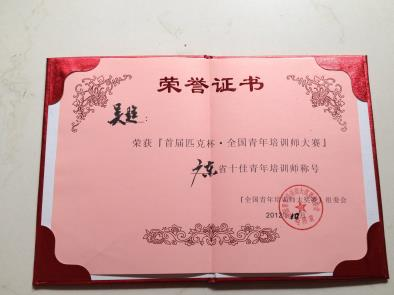 荣誉证书
吴超:
荣获『首届匹克杯·全国青年培训师大赛』
广东省十佳青年培训师称号
『全国青年培训师大赛』组委会
2012年10月